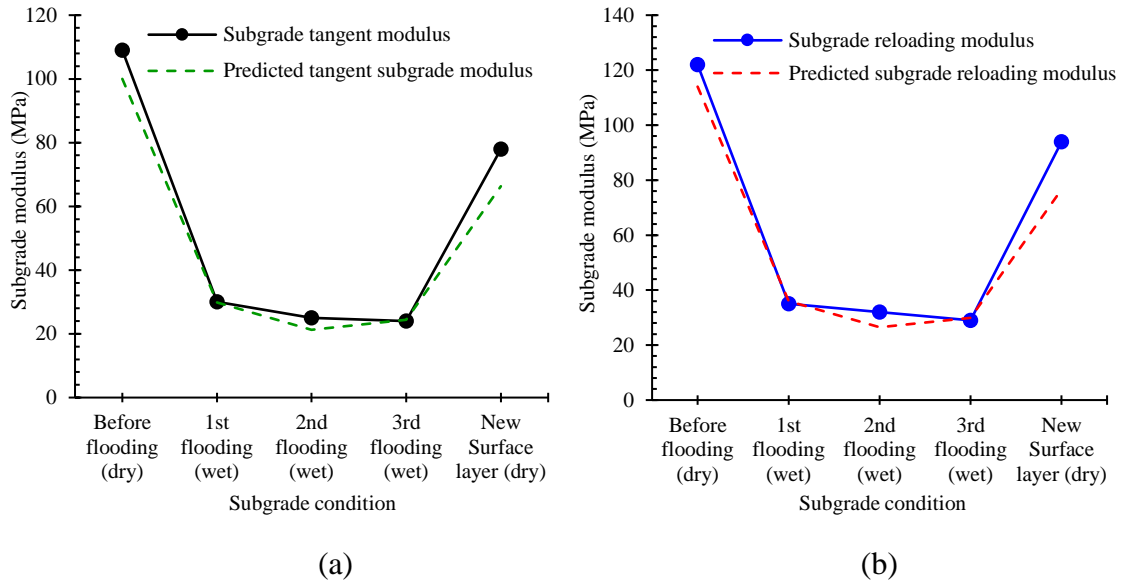 120
100
80
60
40
20
0
Subgrade modulus (MPa)
Subgrade tangent modulus
Predicted tangent subgrade modulus
Before
flooding
(dry)
1st
flooding
(wet)
2nd
flooding
(wet)
3rd
flooding
(wet)
New
Surface
layer (dry)
Subgrade condition
(a)
140
120
100
80
60
40
20
0
Subgrade modulus (MPa)
Subgrade reloading modulus
Predicted subgrade reloading modulus
Before
flooding
(dry)
1st
flooding
(wet)
2nd
flooding
(wet)
3rd
flooding
(wet)
New
Surface
layer (dry)
Subgrade condition
(b)